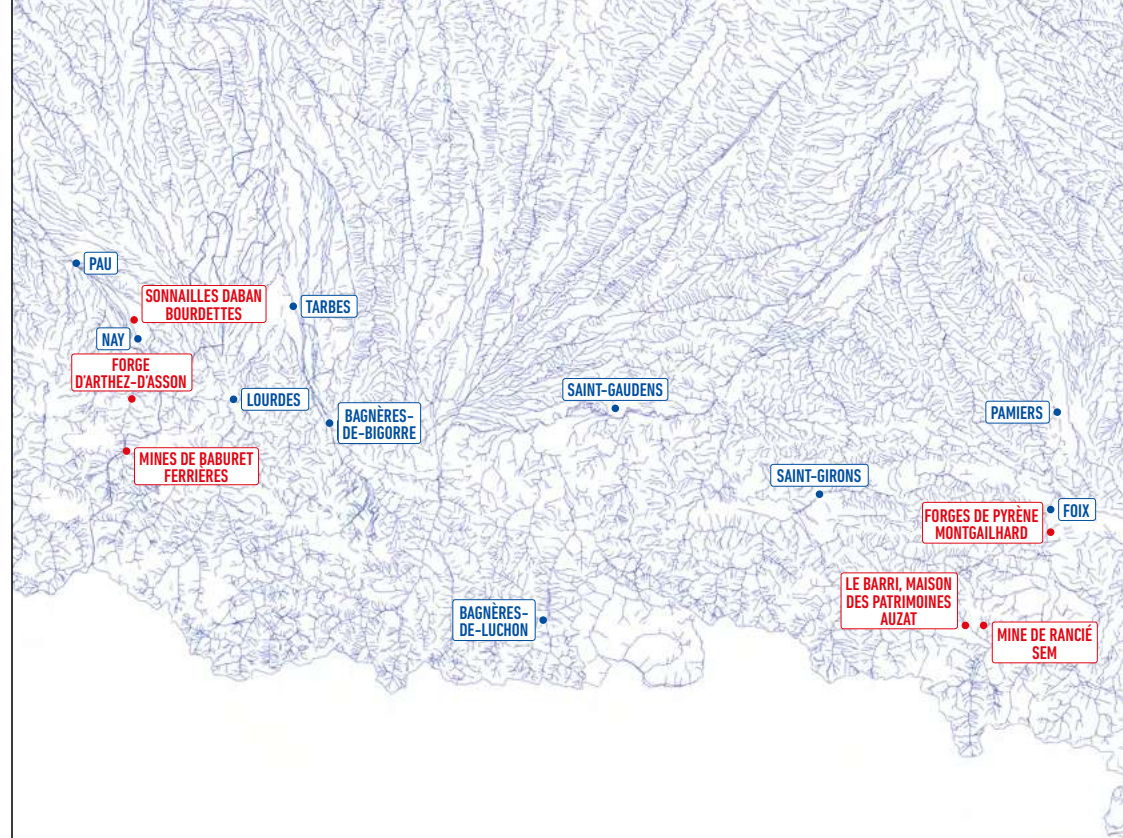 PAU
SONNAILLES DABAN
BOURDETTES
TARBES
NAY
FORGE
D'ARTHEZ-D'ASSON
LOURDES
BAGNÈRES-
DE-BIGORRE
SAINT-GAUDENS
PAMIERS
MINES DE BABURET
FERRIÈRES
SAINT-GIRONS
FORGES DE PYRÈNE
MONTGAILHARD
FOIX
LE BARRI, MAISON
DES PATRIMOINES
AUZAT
BAGNÈRES-
DE-LUCHON
MINE DE RANCIÉ
SEM